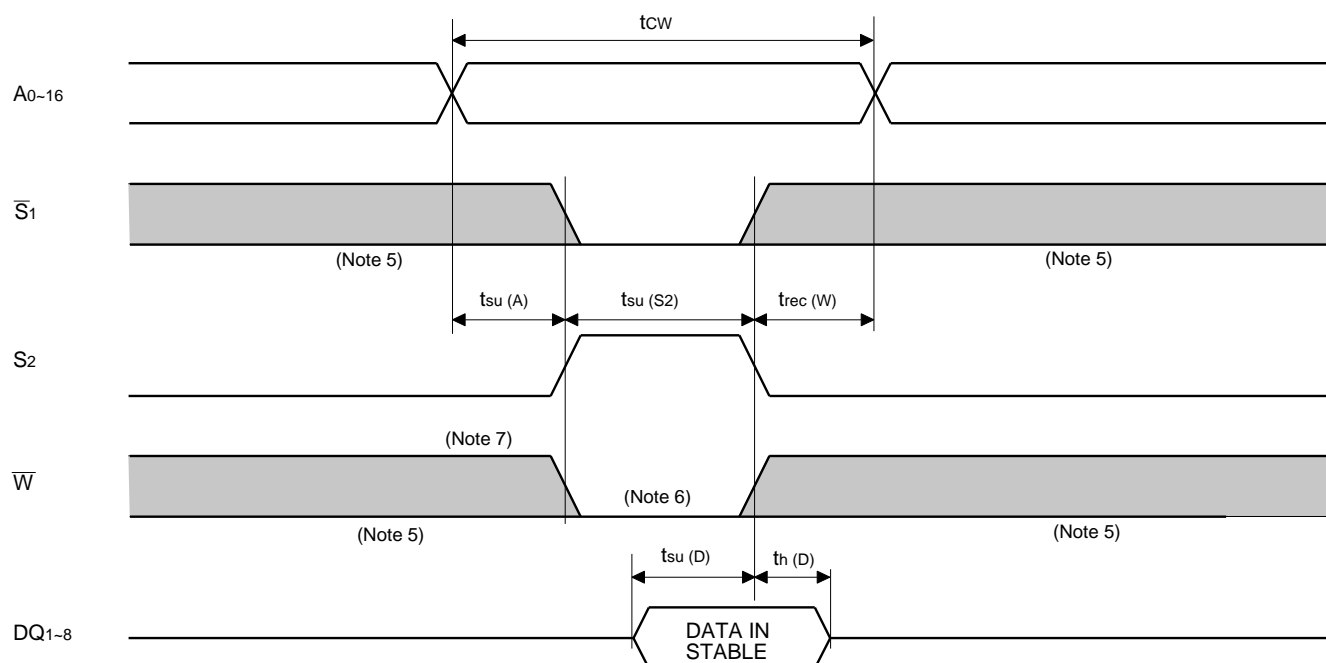 tCW
A0~16
S1
(Note 5) (Note 5)
tsu (A) tsu (S2) trec (W)
S2
(Note 7)
W
(Note 6)
(Note 5) (Note 5)
tsu (D) th (D)
DQ1~8
DATA IN
STABLE